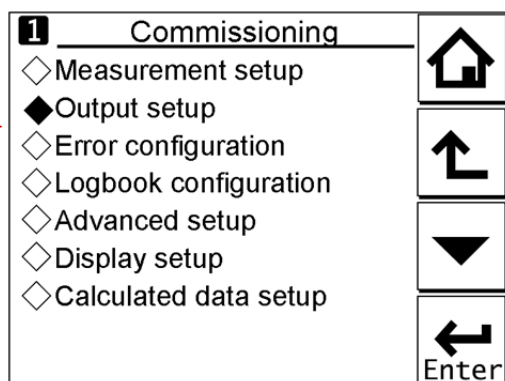 1 Commissioning
Measurement setup
Output setup
Error configuration
Logbook configuration
Advanced setup
Display setup
Calculated data setup
Enter